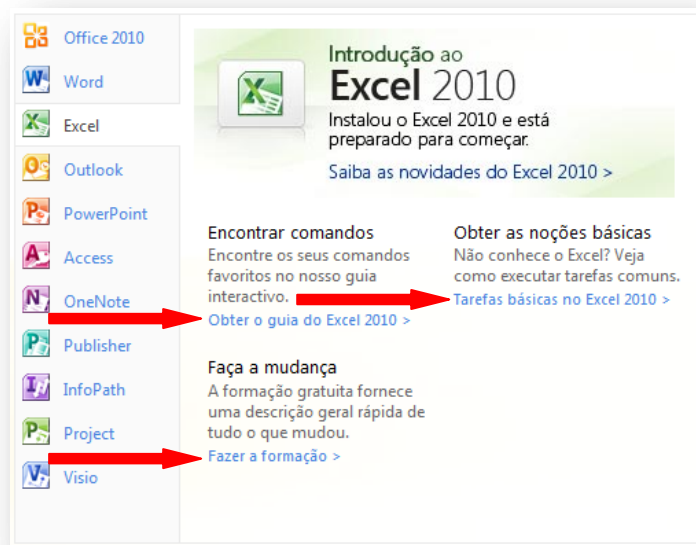 Office 2010
Word
Excel
Outlook
PowerPoint
Access
OneNote
Publisher
InfoPath
Project
Visio
Introdução ao
Excel 2010
Instalou o Excel 2010 e está
preparado para começar.
Saiba as novidades do Excel 2010 >
Encontrar comandos
Encontre os seus comandos
favoritos no nosso guia
interactivo.
Obter o guia do Excel 2010 >
Obter as noções básicas
Não conhece o Excel? Veja
como executar tarefas comuns.
Tarefas básicas no Excel 2010 >
Faça a mudança
A formação gratuita fornece
uma descrição geral rápida de
tudo o que mudou.
Fazer a formação >